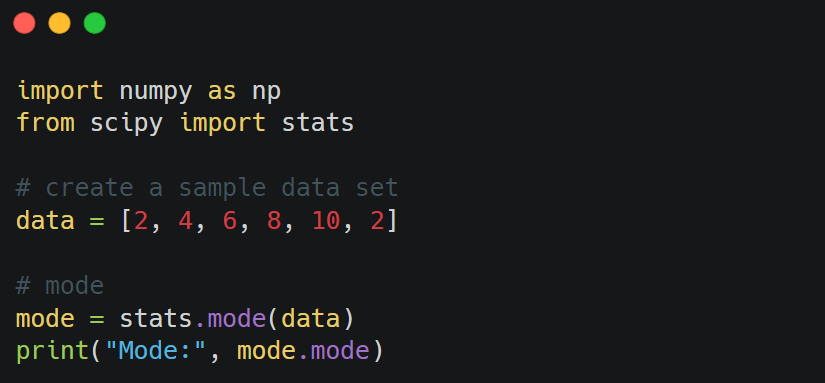 import numpy as np
from scipy import stats
# create a sample data set
data = [2, 4, 6, 8, 10, 2]
# mode
mode = stats.mode(data)
print("Mode:", mode.mode)